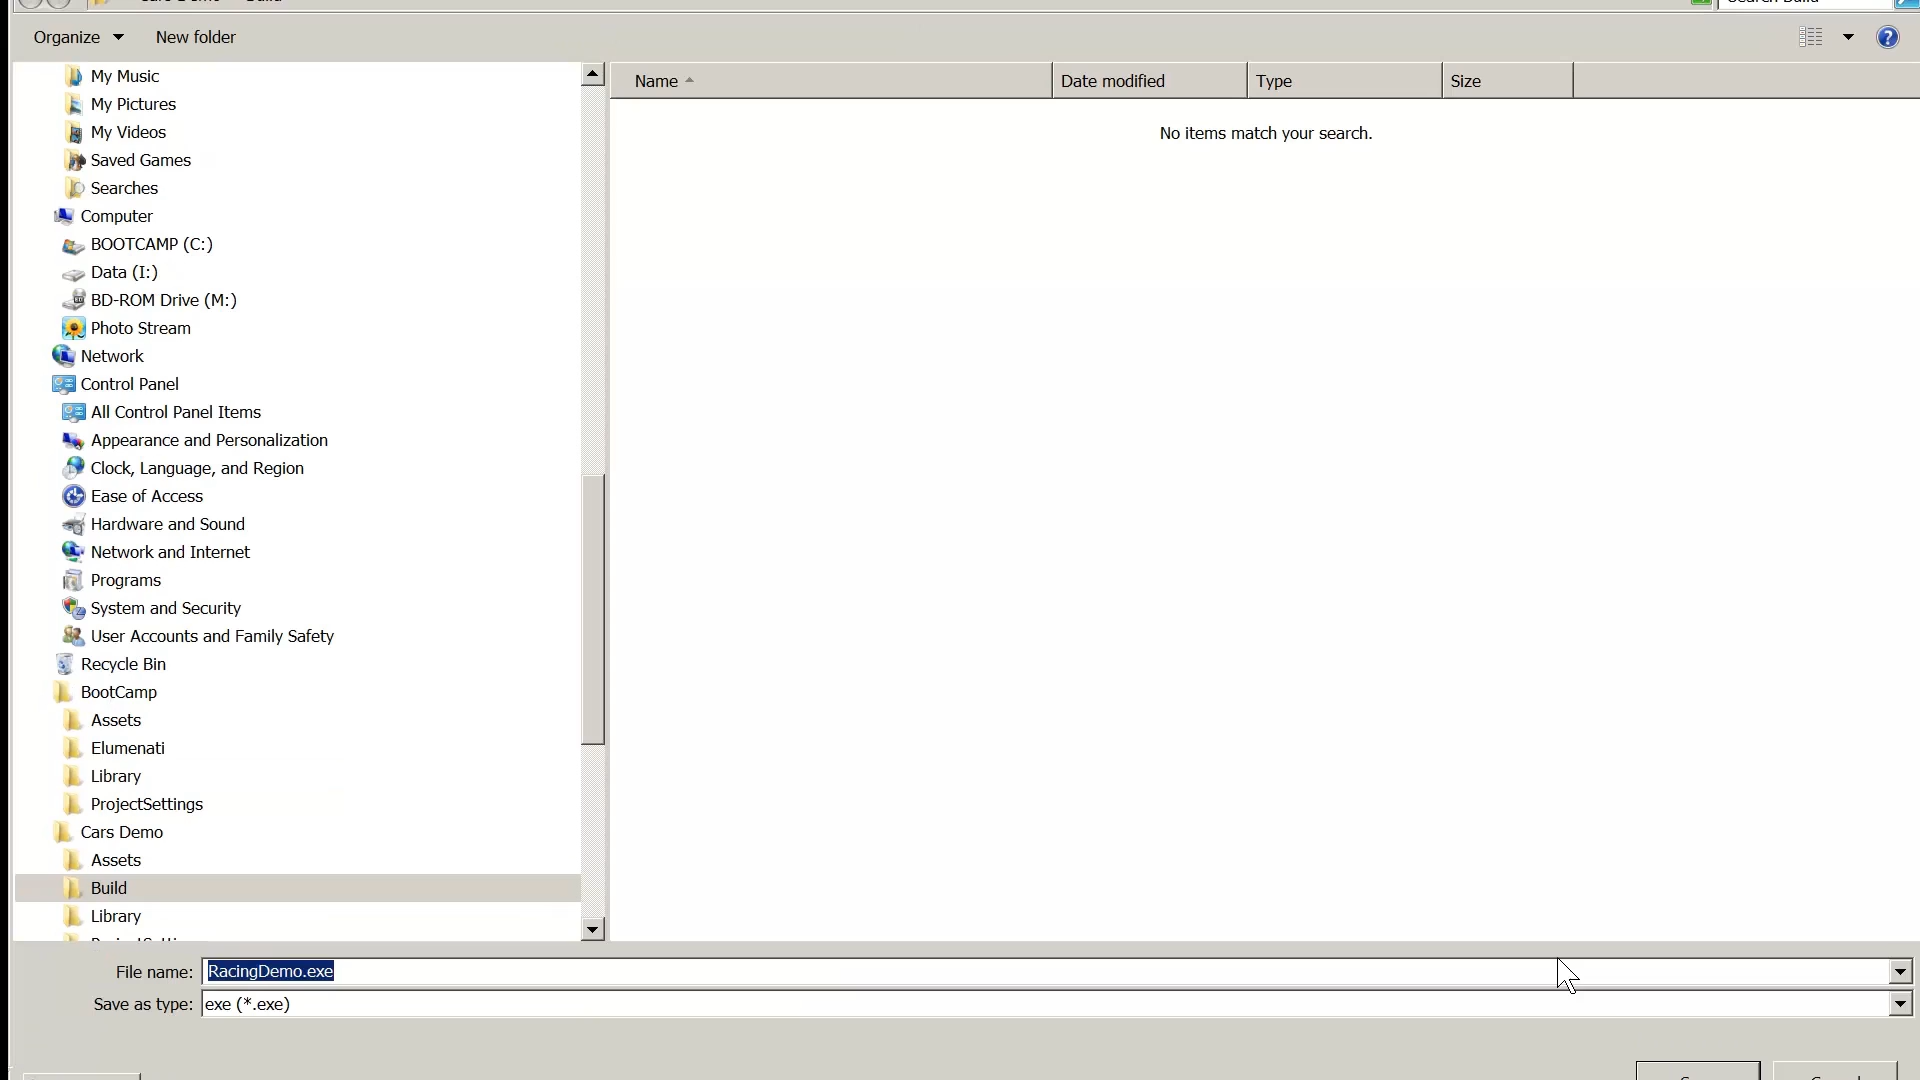 Organize
New folder
My Music
My Pictures
My Videos
Saved Games
Searches
Computer
BOOTCAMP (C:)
Data (I:)
BD-ROM Drive (M:)
Photo Stream
Network
Control Panel
All Control Panel Items
Appearance and Personalization
Clock, Language, and Region
Ease of Access
Hardware and Sound
Network and Internet
Programs
System and Security
User Accounts and Family Safety
Recycle Bin
BootCamp
Assets
Elumenati
Library
ProjectSettings
Cars Demo
Assets
Build
Library
Name
Date modified
Type
Size
No items match your search.
File name: RacingDemo.exe
Save as type: exe (*.exe)